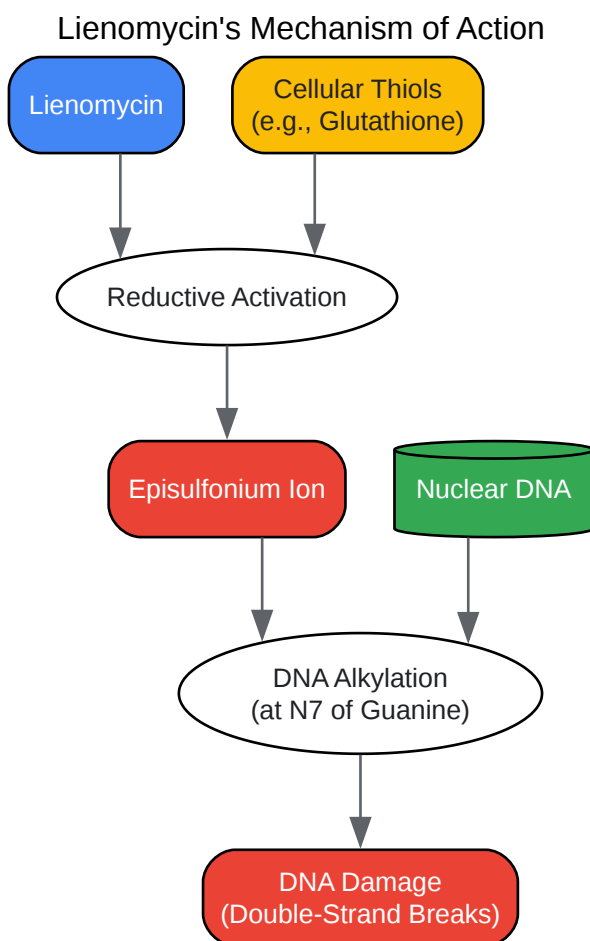 Lienomycin's Mechanism of Action
Lienomycin
Cellular Thiols
(e.g., Glutathione)
Reductive Activation
Episulfonium Ion
Nuclear DNA
DNA Alkylation
(at N7 of Guanine)
DNA Damage
(Double-Strand Breaks)